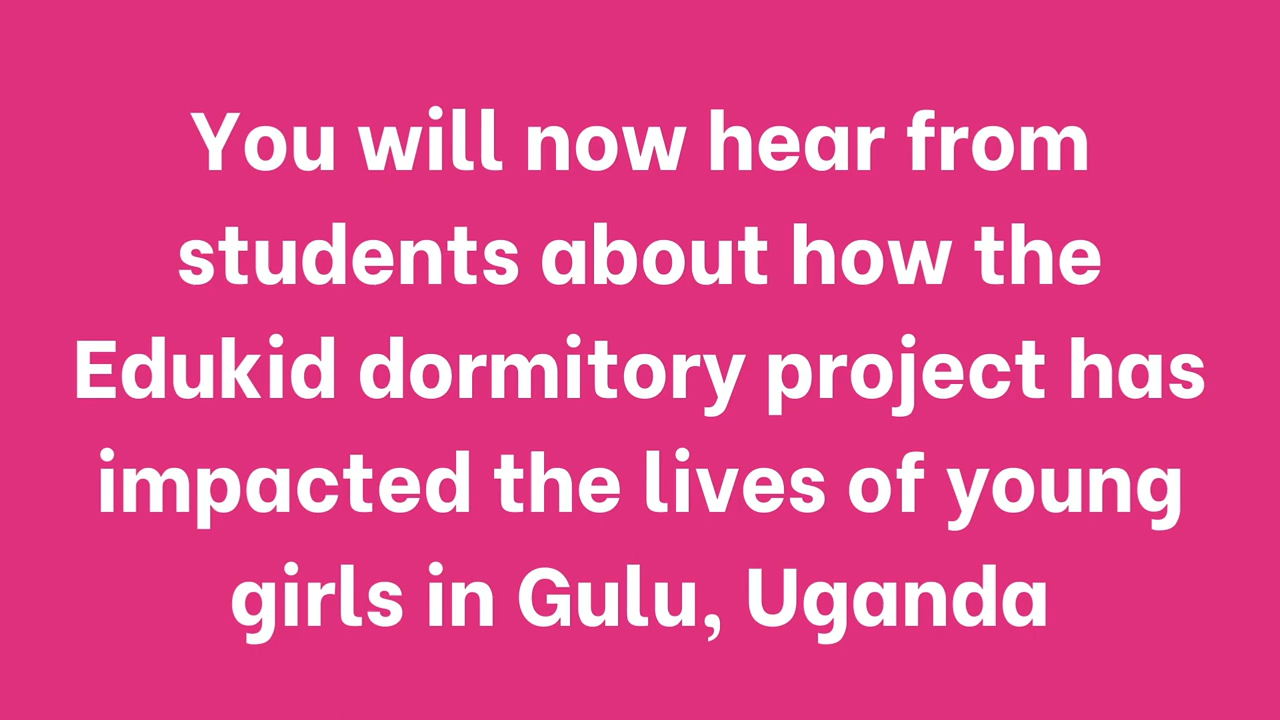 You will now hear from
students about how the
Edukid dormitory project has
impacted the lives of young
girls in Gulu, Uganda